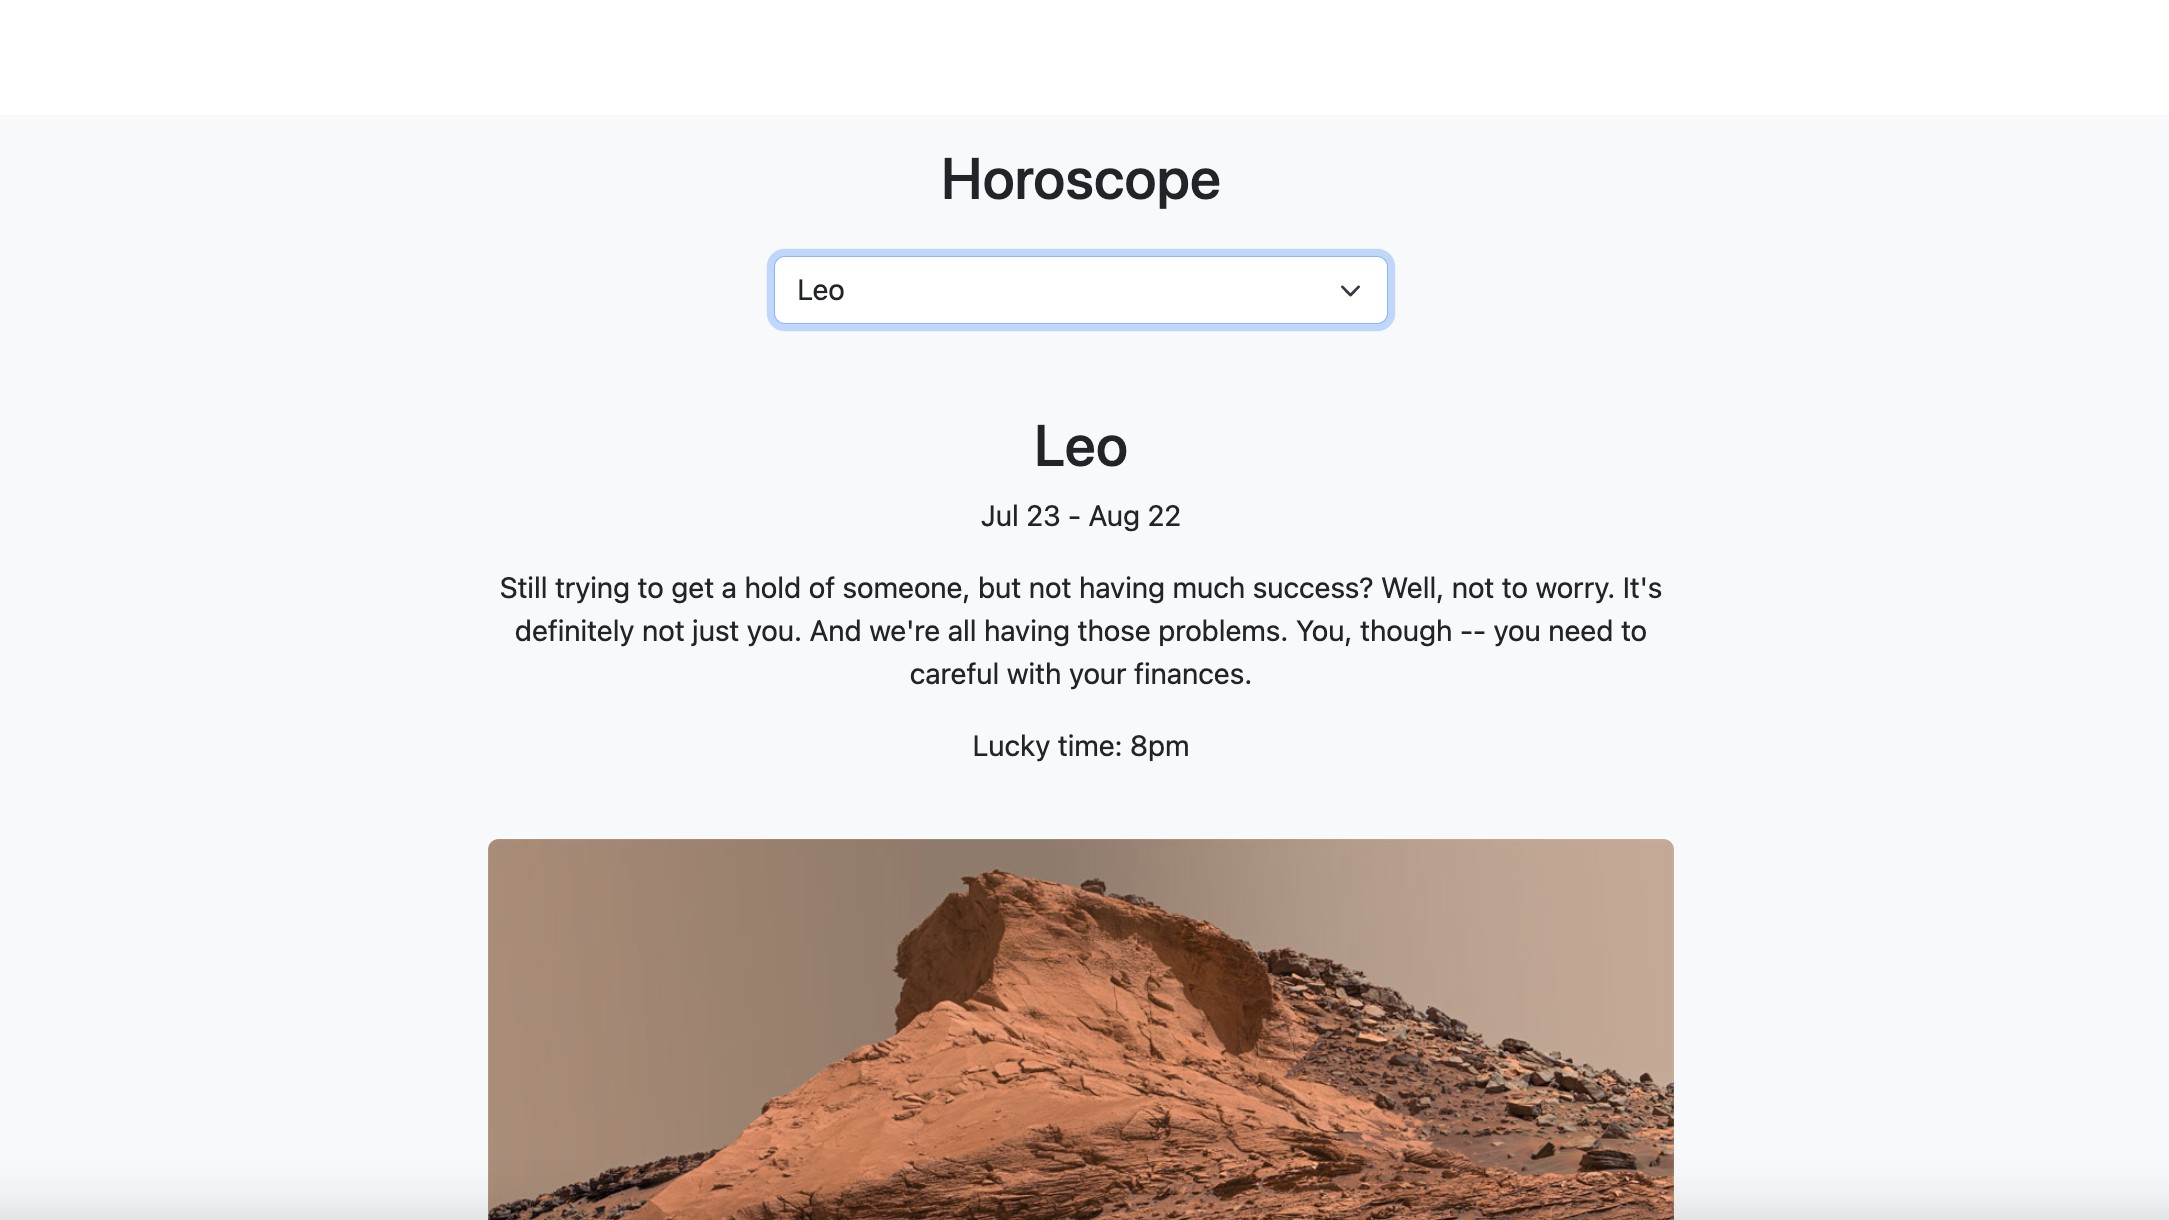 Horoscope
Leo
Leo
Jul 23 - Aug 22
Still trying to get a hold of someone, but not having much success? Well, not to worry. It's
definitely not just you. And we're all having those problems. You, though -- you need to
careful with your finances.
Lucky time: 8pm